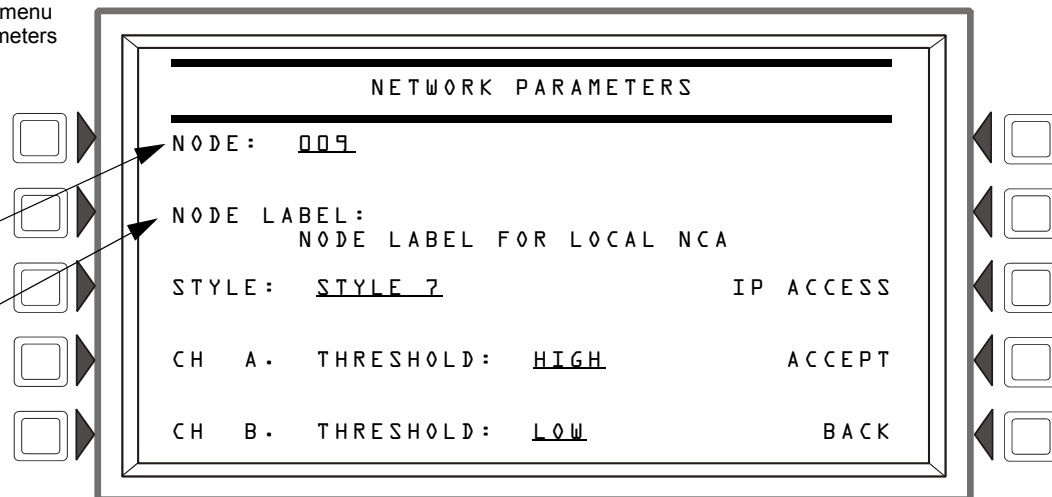 menu
meters
NETWORK PARAMETERS
NODE: 009
NODE LABEL:
NODE LABEL FOR LOCAL NCA
STYLE: STYLE 7 IP ACCESS
CH A. THRESHOLD: HIGH ACCEPT
CH B. THRESHOLD: LOW BACK